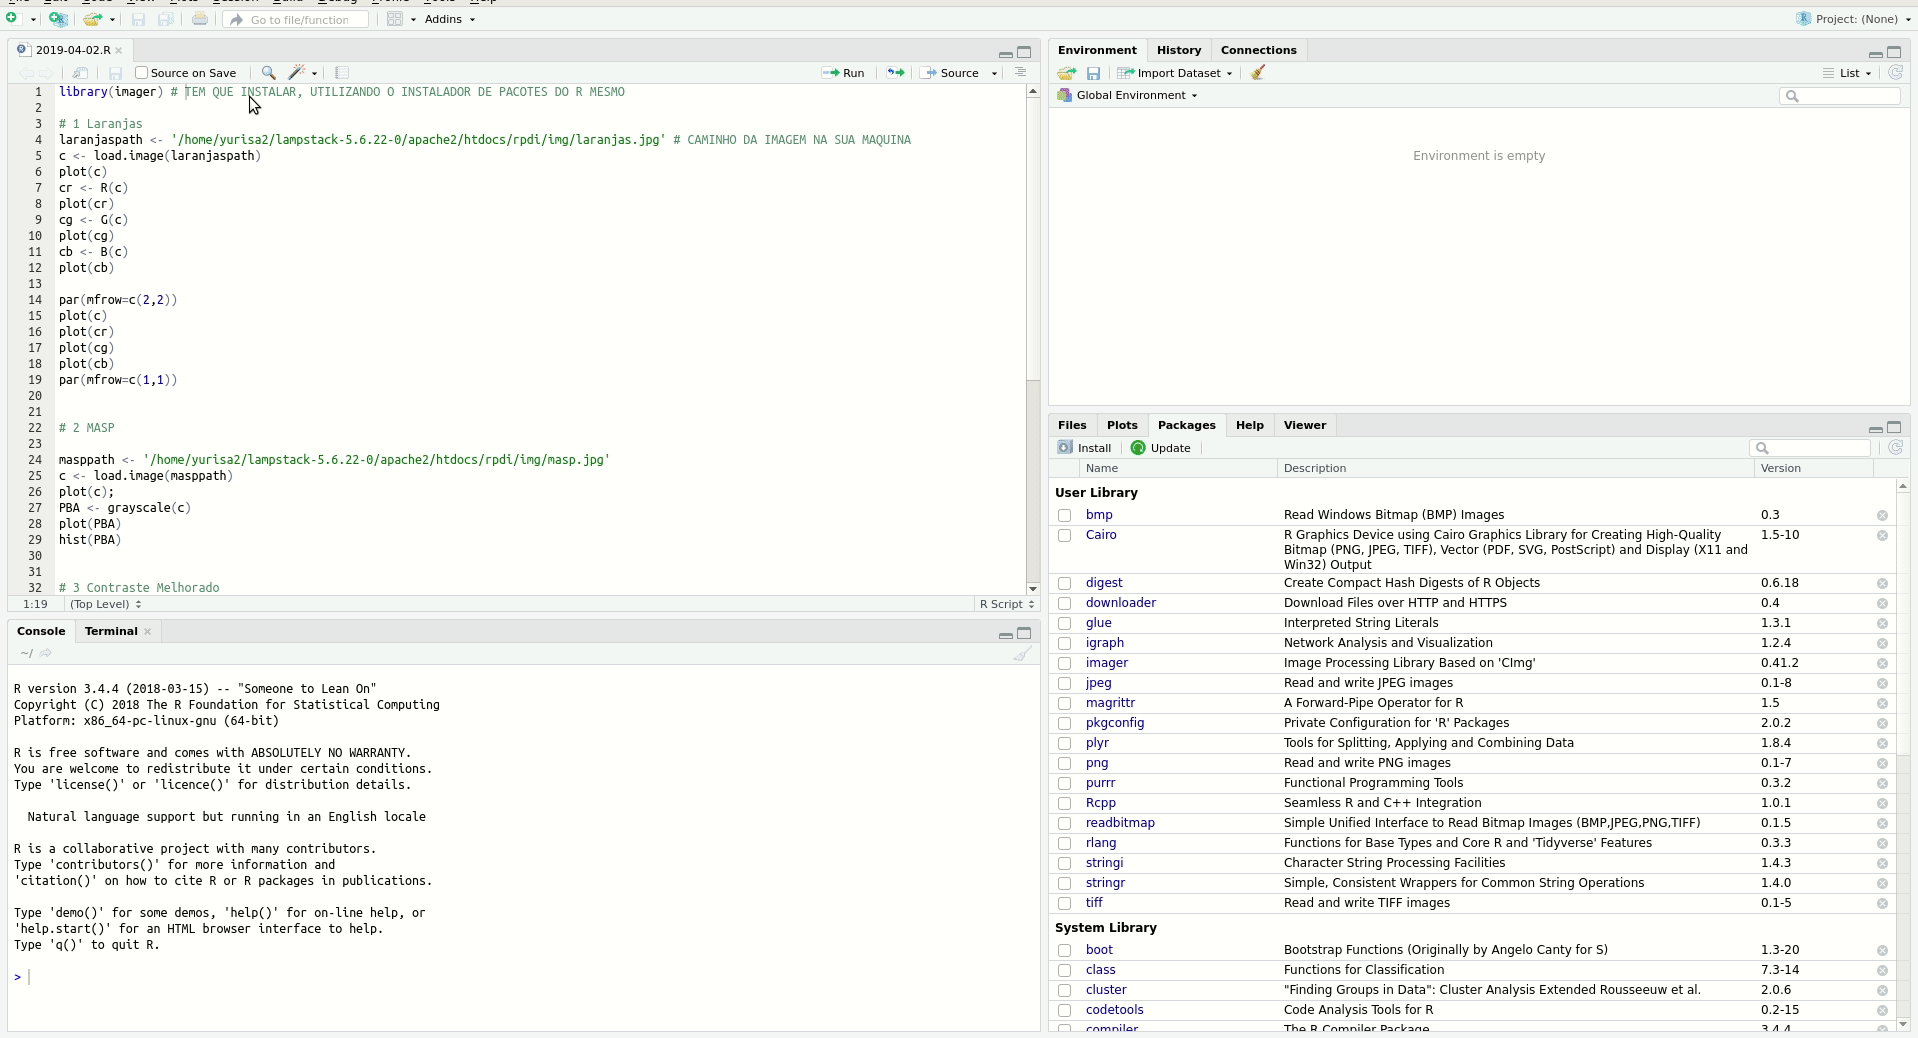 Go to file/function
Addins
Project: (None)
2019-04-02.R
Source on Save
Run
Source
1 library(imager) # TEM QUE INSTALAR, UTILIZANDO O INSTALADOR DE PACOTES DO R MESMO
2
3 # 1 Laranjas
4 laranjaspath <- '/home/yurisa2/lampstack-5.6.22-0/apache2/htdocs/rpdi/img/laranjas.jpg' # CAMINHO DA IMAGEM NA SUA MAQUINA
5 c <- load.image(laranjaspath)
6 plot(c)
7 cr <- R(c)
8 plot(cr)
9 cg <- G(c)
10 plot(cg)
11 cb <- B(c)
12 plot(cb)
13
14 par(mfrow=c(2,2))
15 plot(c)
16 plot(cr)
17 plot(cg)
18 plot(cb)
19 par(mfrow=c(1,1))
20
21
22 # 2 MASP
23
24 masppath <- '/home/yurisa2/lampstack-5.6.22-0/apache2/htdocs/rpdi/img/masp.jpg'
25 c <- load.image(masppath)
26 plot(c);
27 PBA <- grayscale(c)
28 plot(PBA)
29 hist(PBA)
30
31
32 # 3 Contraste Melhorado
1:19 (Top Level) R Script
Console Terminal
~/
R version 3.4.4 (2018-03-15) -- "Someone to Lean On"
Copyright (C) 2018 The R Foundation for Statistical Computing
Platform: x86_64-pc-linux-gnu (64-bit)
R is free software and comes with ABSOLUTELY NO WARRANTY.
You are welcome to redistribute it under certain conditions.
Type 'license()' or 'licence()' for distribution details.
Natural language support but running in an English locale
R is a collaborative project with many contributors.
Type 'contributors()' for more information and
'citation()' on how to cite R or R packages in publications.
Type 'demo()' for some demos, 'help()' for on-line help, or
'help.start()' for an HTML browser interface to help.
Type 'q()' to quit R.
>
Environment History Connections
Import Dataset List
Global Environment
Environment is empty
Files Plots Packages Help Viewer
Install Update
Name Description Version
User Library
bmp Read Windows Bitmap (BMP) Images 0.3
Cairo R Graphics Device using Cairo Graphics Library for Creating High-Quality 1.5-10
Bitmap (PNG, JPEG, TIFF), Vector (PDF, SVG, PostScript) and Display (X11 and
Win32) Output
digest Create Compact Hash Digests of R Objects 0.6.18
downloader Download Files over HTTP and HTTPS 0.4
glue Interpreted String Literals 1.3.1
igraph Network Analysis and Visualization 1.2.4
imager Image Processing Library Based on 'CImg' 0.41.2
jpeg Read and write JPEG images 0.1-8
magrittr A Forward-Pipe Operator for R 1.5
pkgconfig Private Configuration for 'R' Packages 2.0.2
plyr Tools for Splitting, Applying and Combining Data 1.8.4
png Read and write PNG images 0.1-7
purrr Functional Programming Tools 0.3.2
Rcpp Seamless R and C++ Integration 1.0.1
readbitmap Simple Unified Interface to Read Bitmap Images (BMP,JPEG,PNG,TIFF) 0.1.5
rlang Functions for Base Types and Core R and 'Tidyverse' Features 0.3.3
stringi Character String Processing Facilities 1.4.3
stringr Simple, Consistent Wrappers for Common String Operations 1.4.0
tiff Read and write TIFF images 0.1-5
System Library
boot Bootstrap Functions (Originally by Angelo Canty for S) 1.3-20
class Functions for Classification 7.3-14
cluster "Finding Groups in Data": Cluster Analysis Extended Rousseeuw et al. 2.0.6
codetools Code Analysis Tools for R 0.2-15
compiler The R Compiler Package 3.4.4